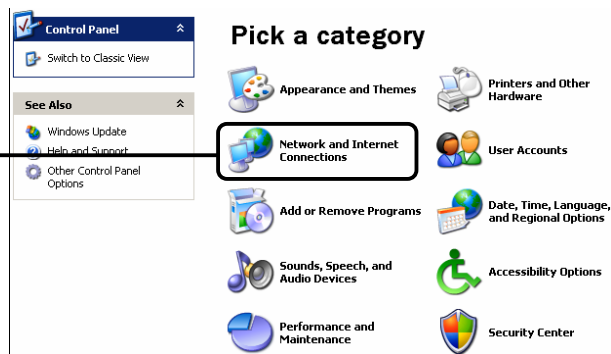 Control Panel
Switch to Classic View
See Also
Windows Update
Help and Support
Other Control Panel
Options
Pick a category
Appearance and Themes
Printers and Other
Hardware
Network and Internet
Connections
User Accounts
Add or Remove Programs
Date, Time, Language,
and Regional Options
Sounds, Speech, and
Audio Devices
Accessibility Options
Performance and
Maintenance
Security Center